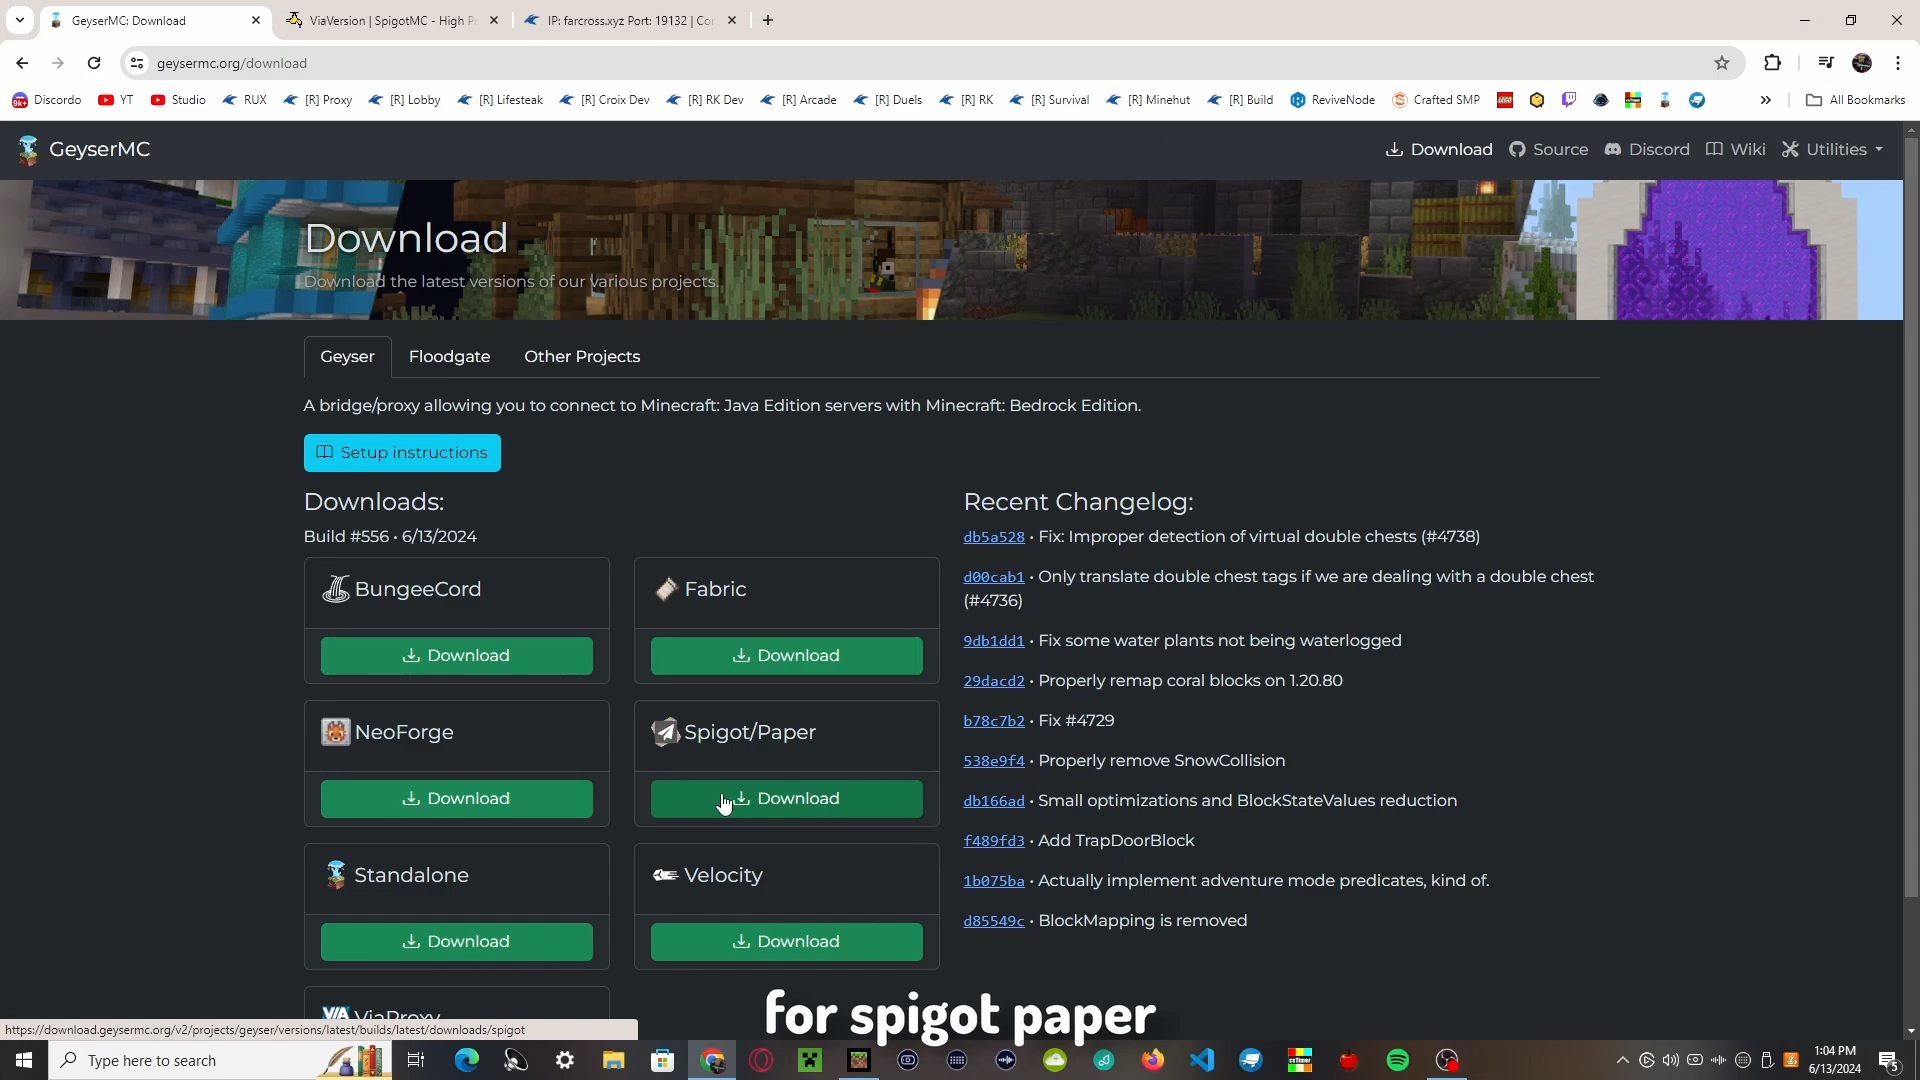 GeyserMC: Download
ViaVersion | SpigotMC - High P
IP: farcross.xyz Port: 19132 | Co
geysermc.org/download
Discordo
YT
Studio
RUX
[R] Proxy
[R] Lobby
[R] Lifesteak
[R] Croix Dev
[R] RK Dev
[R] Arcade
[R] Duels
[R] RK
[R] Survival
[R] Minehut
[R] Build
ReviveNode
Crafted SMP
All Bookmarks
GeyserMC
Download
Source
Discord
Wiki
Utilities
Download
Download the latest versions of our various projects.
Geyser
Floodgate
Other Projects
A bridge/proxy allowing you to connect to Minecraft: Java Edition servers with Minecraft: Bedrock Edition.
Setup instructions
Downloads:
Build #556 • 6/13/2024
BungeeCord
Download
Fabric
Download
NeoForge
Download
Spigot/Paper
Download
Standalone
Download
Velocity
Download
ViaProxy
Recent Changelog:
db5a528 • Fix: Improper detection of virtual double chests (#4738)
d00cab1 • Only translate double chest tags if we are dealing with a double chest
(#4736)
9db1dd1 • Fix some water plants not being waterlogged
29dacd2 • Properly remap coral blocks on 1.20.80
b78c7b2 • Fix #4729
538e9f4 • Properly remove SnowCollision
db166ad • Small optimizations and BlockStateValues reduction
f489fd3 • Add TrapDoorBlock
1b075ba • Actually implement adventure mode predicates, kind of.
d85549c • BlockMapping is removed
for spigot paper
https://download.geysermc.org/v2/projects/geyser/versions/latest/builds/latest/downloads/spigot
Type here to search
1:04 PM
6/13/2024
5